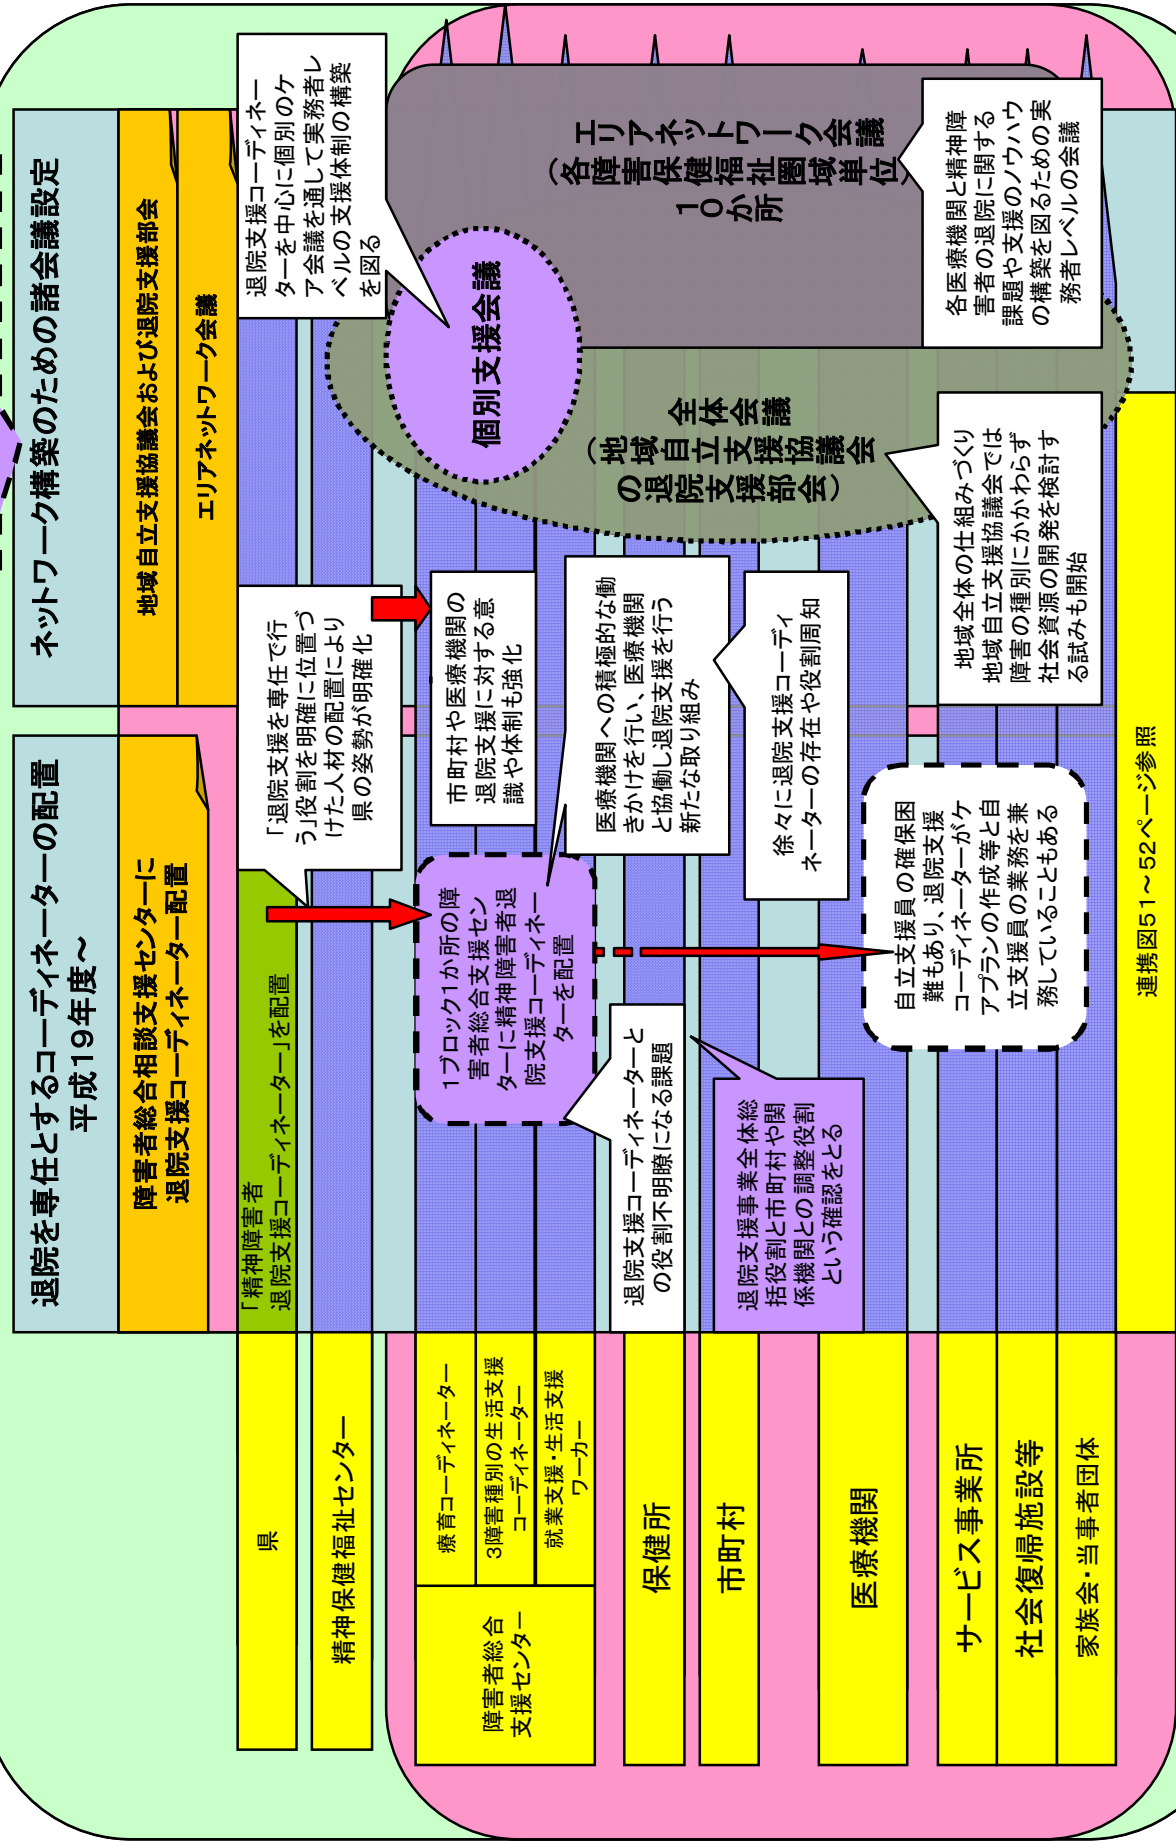 退院を専任とするコーディネーターの配置
平成19年度～
ネットワーク構築のための諸会議設定
障害者総合相談支援センターに
退院支援コーディネーター配置
地域自立支援協議会および退院支援部会
エリアネットワーク会議
県
「精神障害者
退院支援コーディネーター」を配置
「退院支援を専任で行
う」役割を明確に位置づ
けた人材の配置により
県の姿勢が明確化
退院支援コーディネー
ターを中心に個別のケ
ア会議を通して実務者レ
ベルの支援体制の構築
を図る
精神保健福祉センター
障害者総合
支援センター
療育コーディネーター
3障害種別の生活支援
コーディネーター
就業支援・生活支援
ワーカー
1ブロック1か所の障
害者総合支援セン
ターに精神障害者退
院支援コーディネー
ターを配置
市町村や医療機関の
退院支援に対する意
識や体制も強化
個別支援会議
医療機関への積極的な働
きかけを行い、医療機関
と協働し退院支援を行う
新たな取り組み
エリアネットワーク会議
（各障害保健福祉圏域単位）
10か所
全体会議
（地域自立支援協議会
の退院支援部会）
保健所
退院支援コーディネーターと
の役割不明瞭になる課題
市町村
退院支援事業全体総
括役割と市町村や関
係機関との調整役割
という確認をとる
徐々に退院支援コーディ
ネーターの存在や役割周知
医療機関
自立支援員の確保困
難もあり、退院支援
コーディネーターがケ
アプランの作成等と自
立支援員の業務を兼
務していることもある
地域全体の仕組みづくり
地域自立支援協議会では
障害の種別にかかわらず
社会資源の開発を検討す
る試みも開始
各医療機関と精神障
害者の退院に関する
課題や支援のノウハウ
の構築を図るための実
務者レベルの会議
サービス事業所
社会復帰施設等
家族会・当事者団体
連携図51～52ページ参照